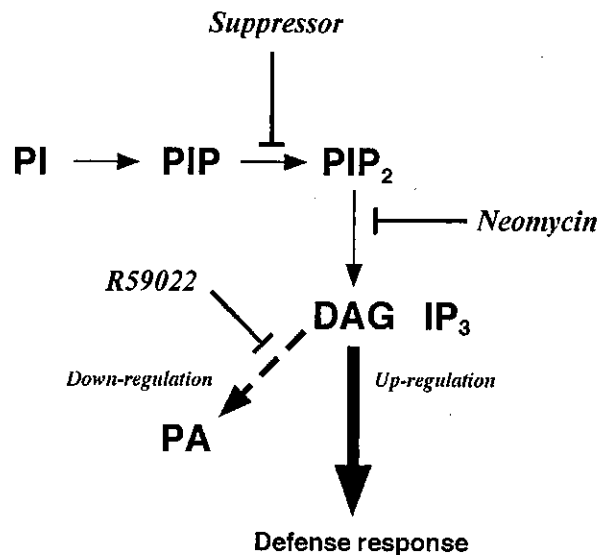 Suppressor
PI PIP PIP₂
Neomycin
R59022
DAG IP₃
Down-regulation Up-regulation
PA
Defense response